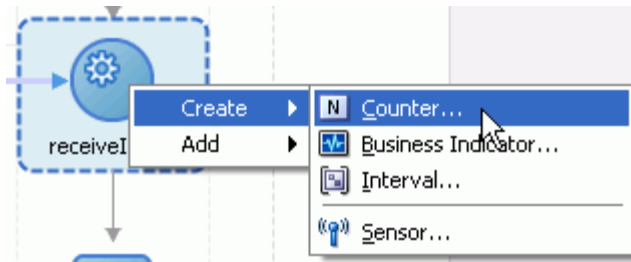 Create
N Counter...
receiveI
Add
Business Indicator...
Interval...
Sensor...